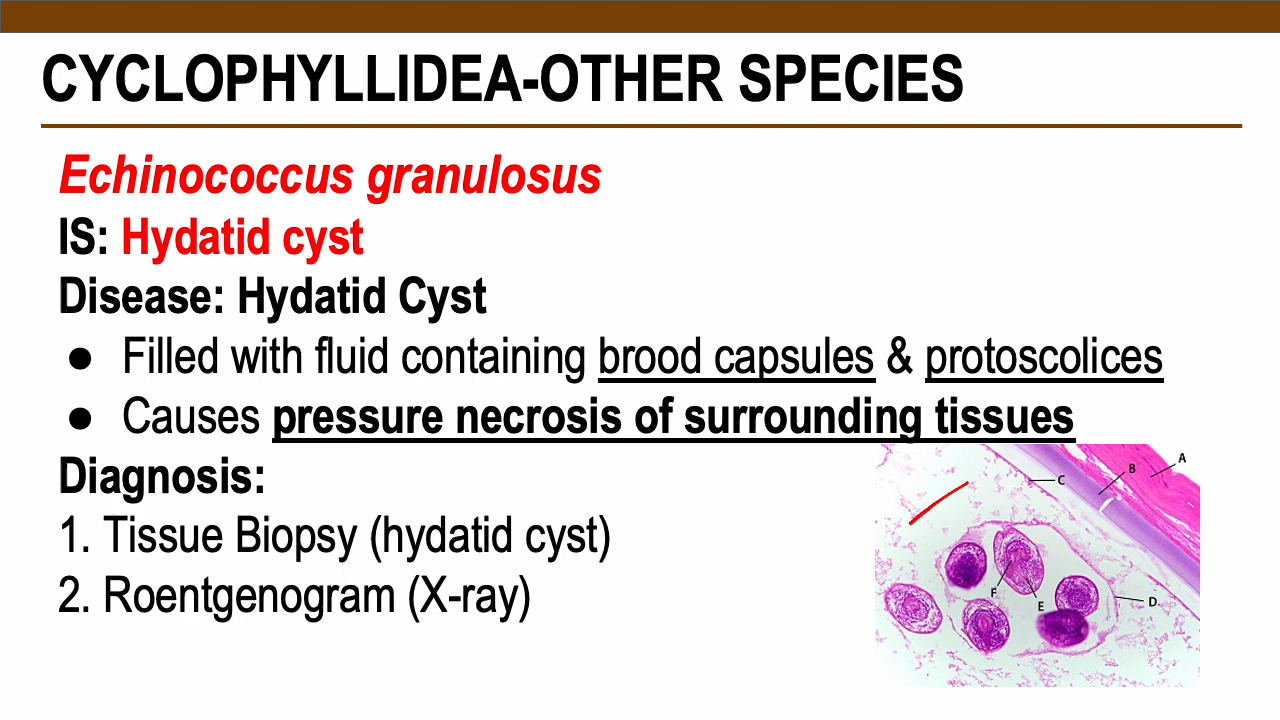 CYCLOPHYLLIDEA-OTHER SPECIES
Echinococcus granulosus
IS: Hydatid cyst
Disease: Hydatid Cyst
● Filled with fluid containing brood capsules & protoscolices
● Causes pressure necrosis of surrounding tissues
Diagnosis:
1. Tissue Biopsy (hydatid cyst)
2. Roentgenogram (X-ray)
A
B
C
F
E
D